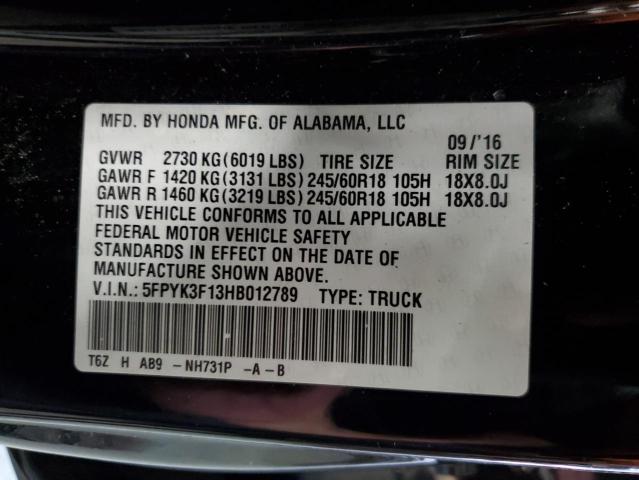 MFD. BY HONDA MFG. OF ALABAMA, LLC
09/'16
GVWR 2730 KG(6019 LBS) TIRE SIZE RIM SIZE
GAWR F 1420 KG(3131 LBS)245/60R18 105H 18X8.0J
GAWR R 1460 KG(3219 LBS)245/60R18 105H 18X8.0J
THIS VEHICLE CONFORMS TO ALL APPLICABLE
FEDERAL MOTOR VEHICLE SAFETY
STANDARDS IN EFFECT ON THE DATE OF
MANUFACTURE SHOWN ABOVE.
V.I.N.: 5FPYK3F13HB012789 TYPE: TRUCK
T6Z H AB9 -NH731P -A-B